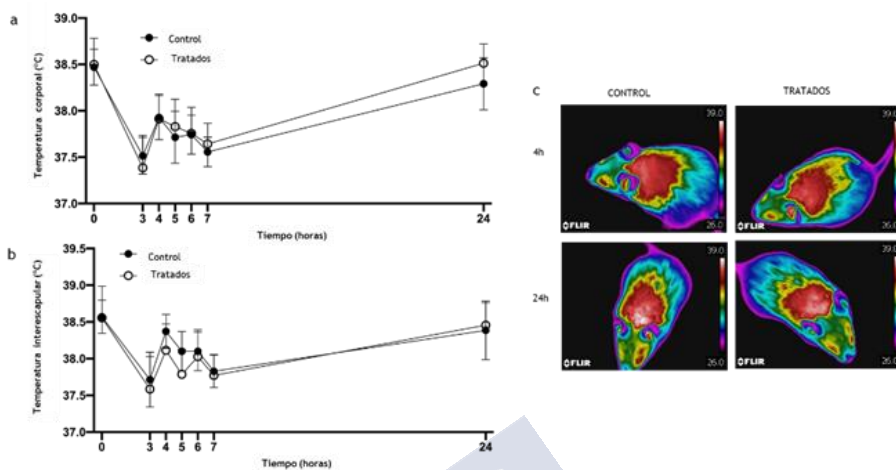 a
39.0
38.5
38.0
37.5
37.0
Temperatura corporal (°C)
Control
Tratados
0 3 4 5 6 7 24
Tiempo (horas)
b
39.5
39.0
38.5
38.0
37.5
37.0
Temperatura interescapular (°C)
Control
Tratados
0 3 4 5 6 7 24
Tiempo (horas)
c
CONTROL TRATADOS
4h
39.0 39.0
FLIR 26.0 FLIR 26.0
24h
39.0 39.0
FLIR 26.0 FLIR 26.0